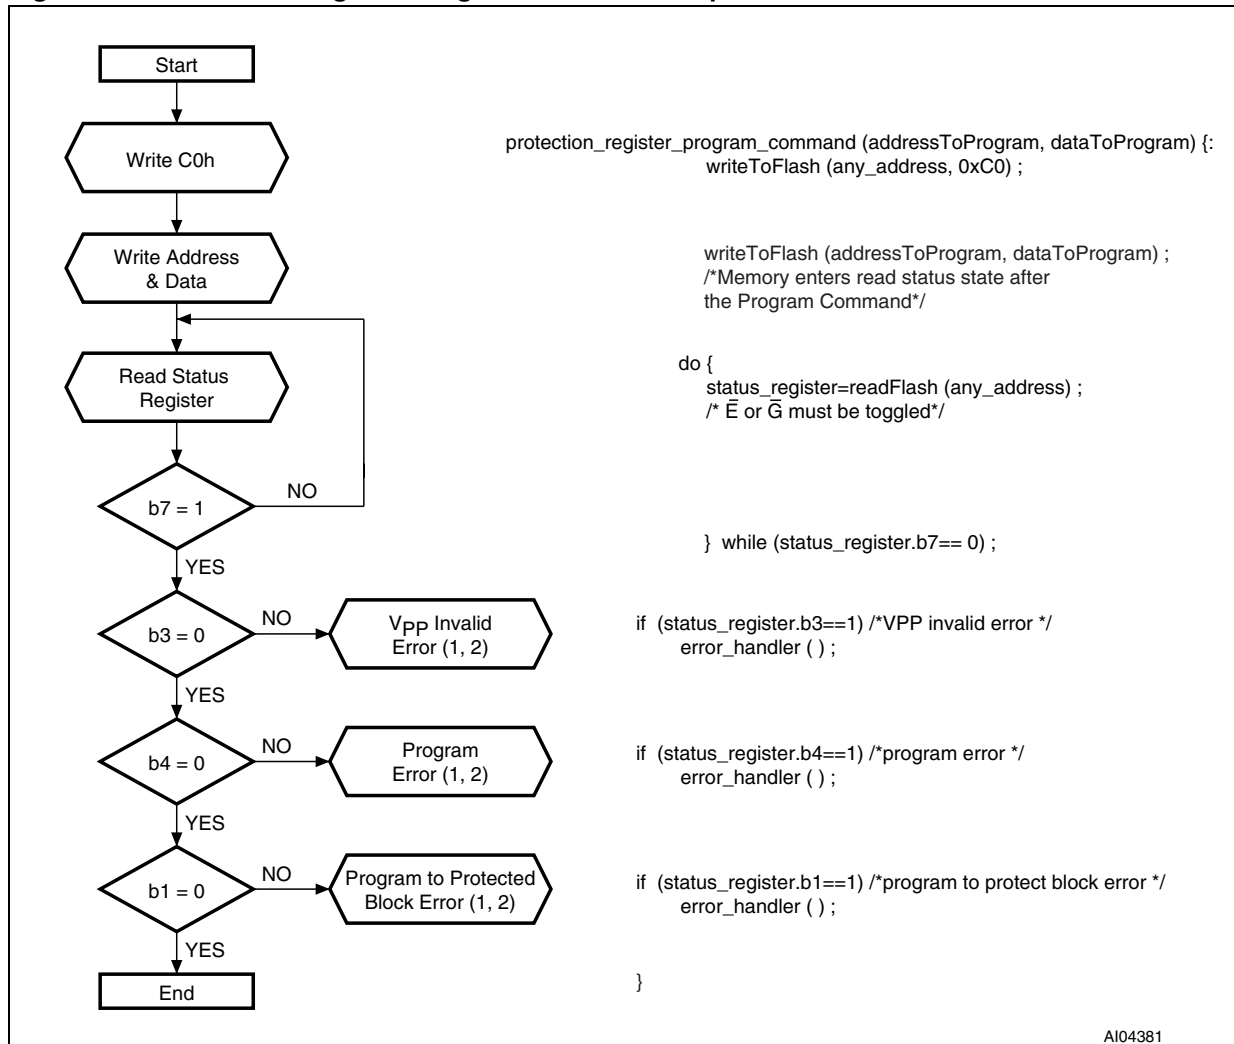 Start
Write C0h
protection_register_program_command (addressToProgram, dataToProgram) {:
writeToFlash (any_address, 0xC0) ;
Write Address
& Data
writeToFlash (addressToProgram, dataToProgram) ;
/*Memory enters read status state after
the Program Command*/
Read Status
Register
do {
status_register=readFlash (any_address) ;
/* E̅ or G̅ must be toggled*/
b7 = 1
NO
YES
} while (status_register.b7== 0) ;
b3 = 0
NO
YES
VPP Invalid
Error (1, 2)
if (status_register.b3==1) /*VPP invalid error */
error_handler ( ) ;
b4 = 0
NO
YES
Program
Error (1, 2)
if (status_register.b4==1) /*program error */
error_handler ( ) ;
b1 = 0
NO
YES
Program to Protected
Block Error (1, 2)
if (status_register.b1==1) /*program to protect block error */
error_handler ( ) ;
End
}
AI04381